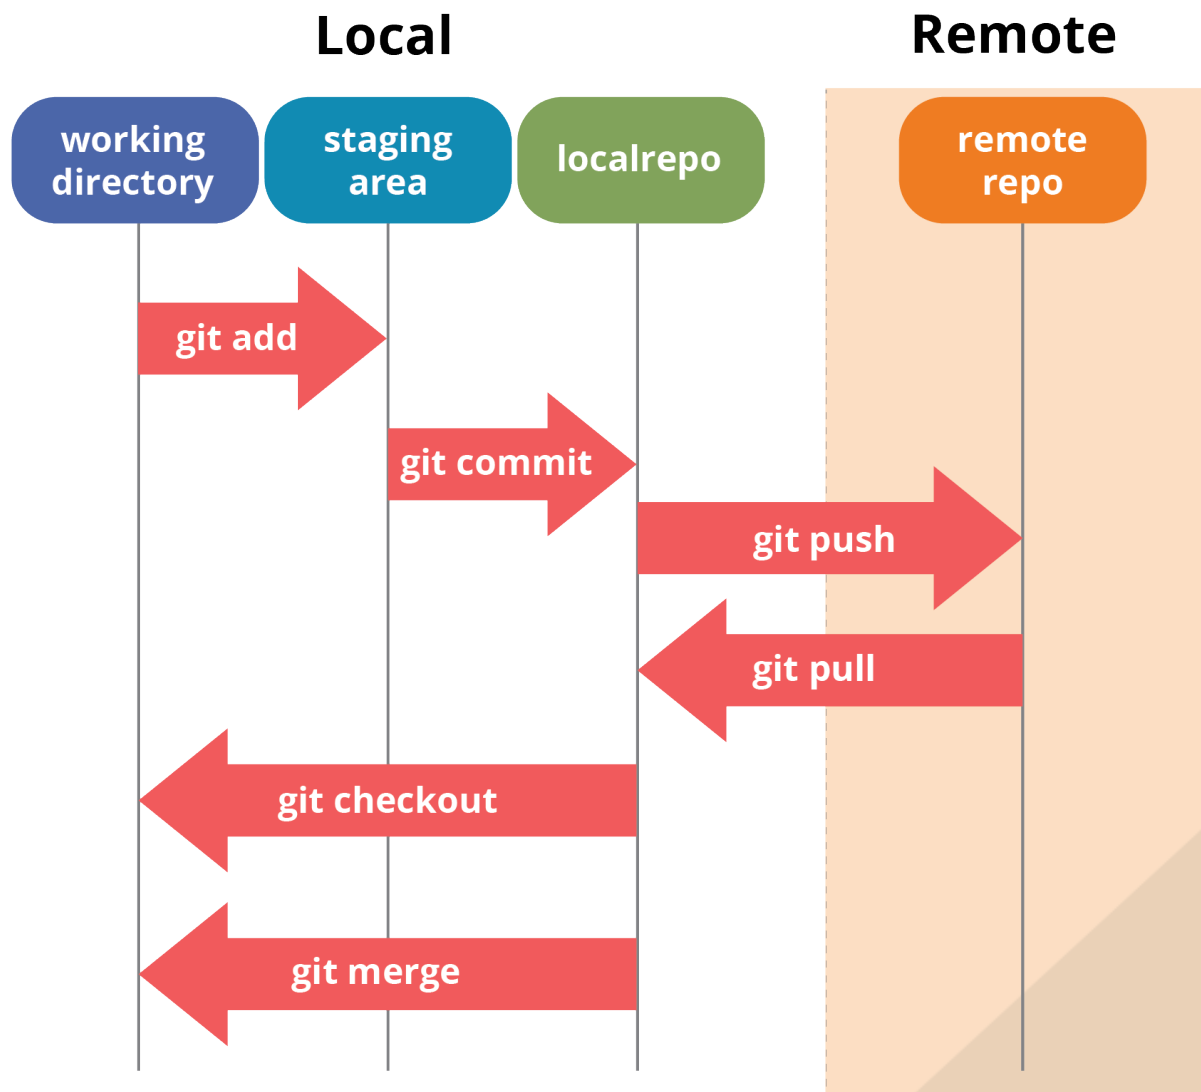 Local
Remote
working
directory
staging
area
localrepo
remote
repo
git add
git commit
git push
git pull
git checkout
git merge